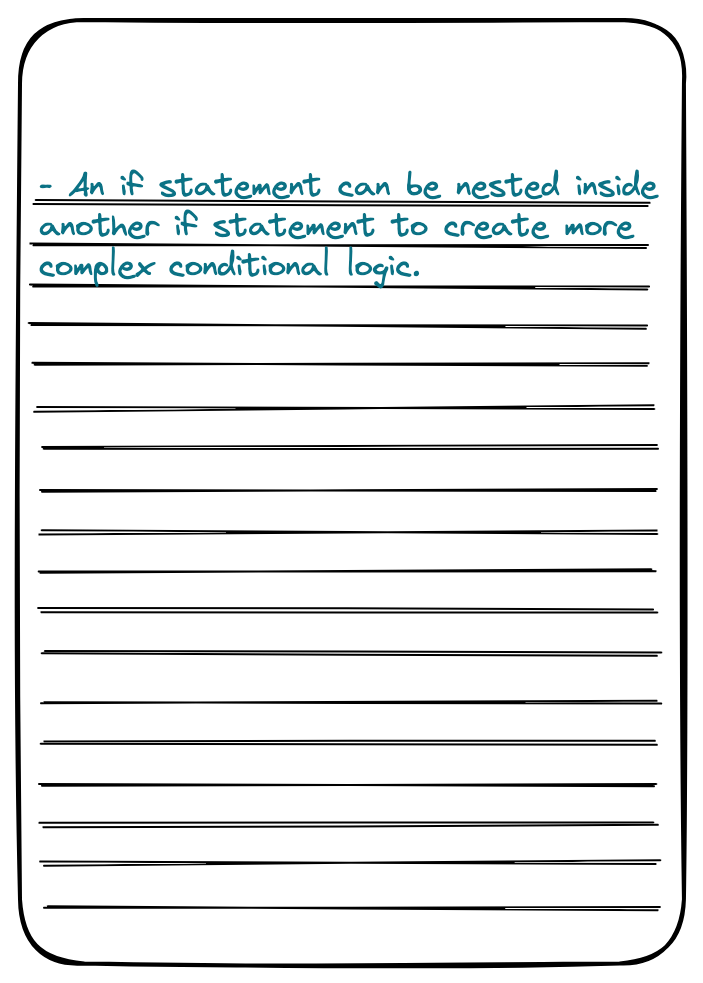 - An if statement can be nested inside
another if statement to create more
complex conditional logic.